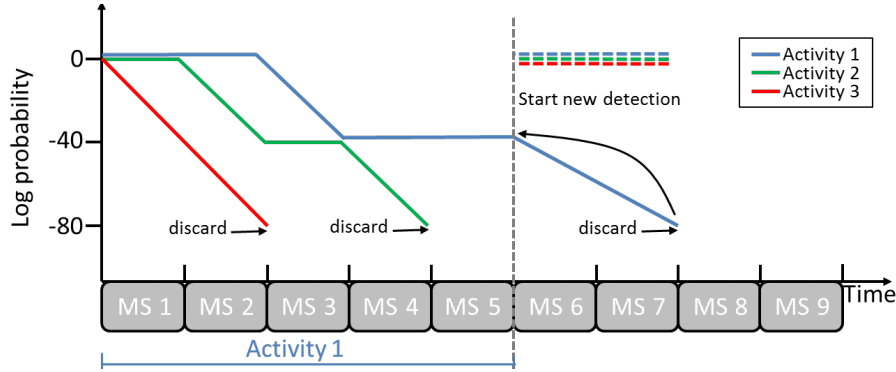 Log probability
0
-40
-80
Activity 1
Activity 2
Activity 3
Start new detection
discard
discard
discard
MS 1
MS 2
MS 3
MS 4
MS 5
MS 6
MS 7
MS 8
MS 9
Time
Activity 1